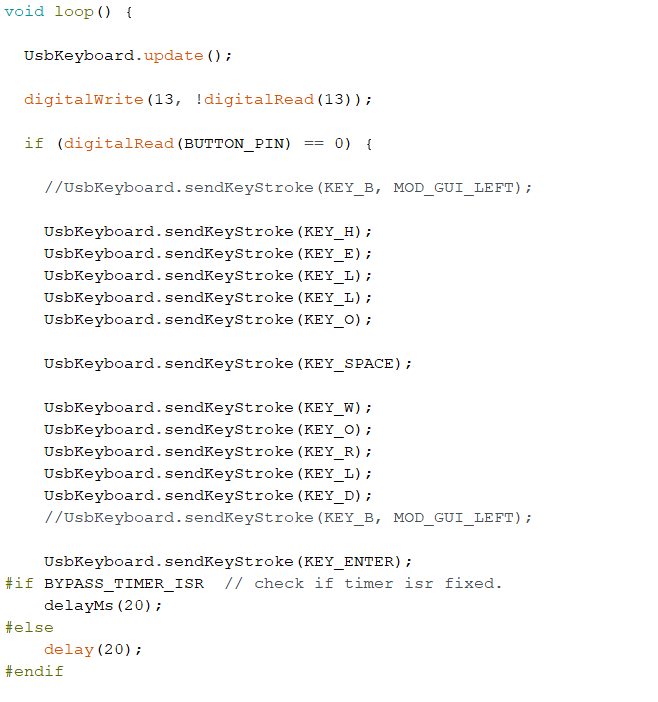 void loop() {
UsbKeyboard.update();
digitalWrite(13, !digitalRead(13));
if (digitalRead(BUTTON_PIN) == 0) {
//UsbKeyboard.sendKeyStroke(KEY_B, MOD_GUI_LEFT);
UsbKeyboard.sendKeyStroke(KEY_H);
UsbKeyboard.sendKeyStroke(KEY_E);
UsbKeyboard.sendKeyStroke(KEY_L);
UsbKeyboard.sendKeyStroke(KEY_L);
UsbKeyboard.sendKeyStroke(KEY_O);
UsbKeyboard.sendKeyStroke(KEY_SPACE);
UsbKeyboard.sendKeyStroke(KEY_W);
UsbKeyboard.sendKeyStroke(KEY_O);
UsbKeyboard.sendKeyStroke(KEY_R);
UsbKeyboard.sendKeyStroke(KEY_L);
UsbKeyboard.sendKeyStroke(KEY_D);
//UsbKeyboard.sendKeyStroke(KEY_B, MOD_GUI_LEFT);
UsbKeyboard.sendKeyStroke(KEY_ENTER);
#if BYPASS_TIMER_ISR  // check if timer isr fixed.
delayMs(20);
#else
delay(20);
#endif